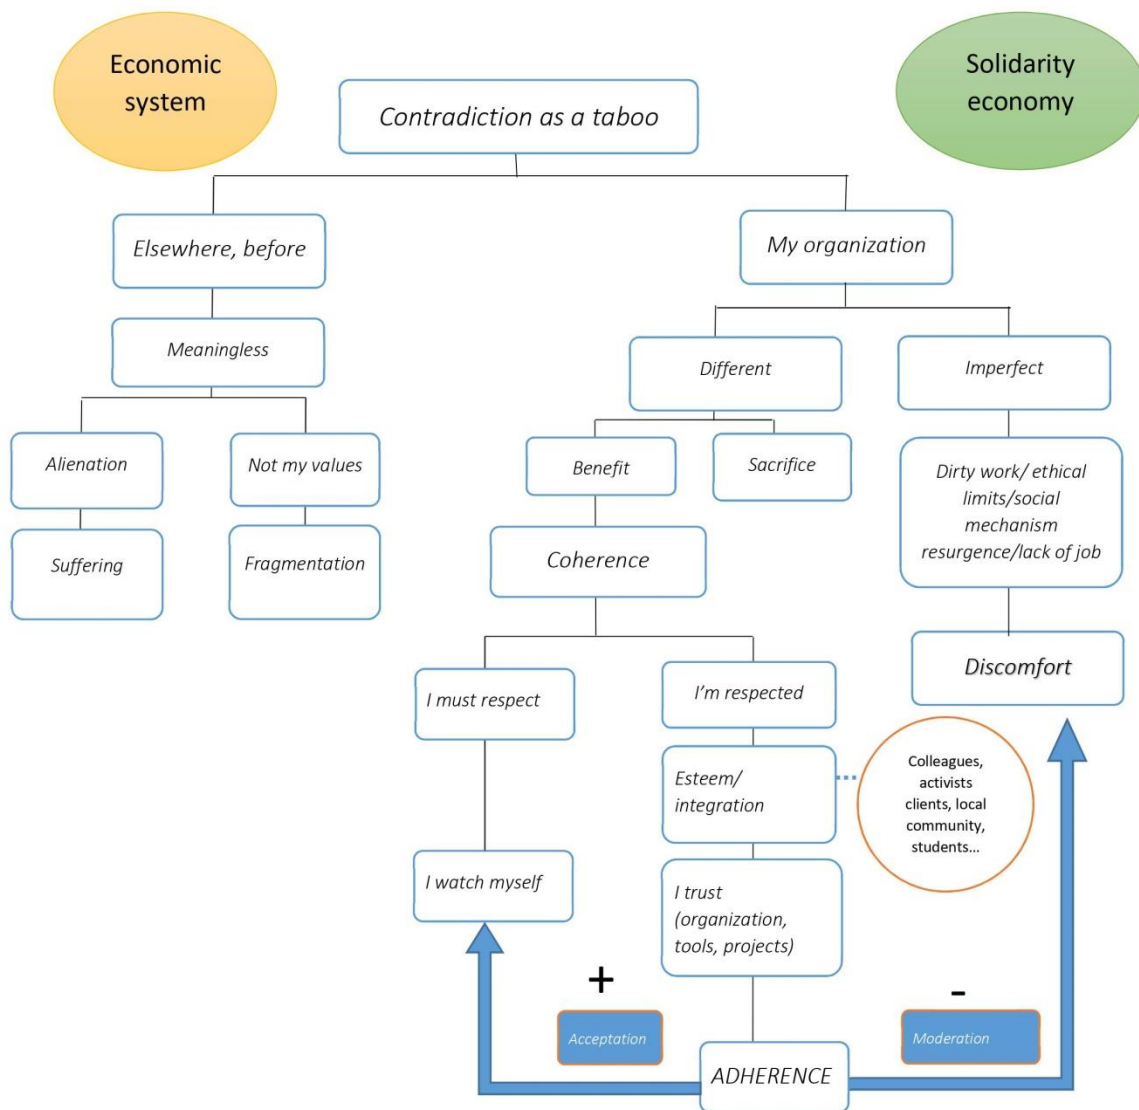 Economic
system
Solidarity
economy
Contradiction as a taboo
Elsewhere, before
My organization
Meaningless
Different
Imperfect
Alienation
Not my values
Benefit
Sacrifice
Dirty work/ ethical
limits/social
mechanism
resurgence/lack of job
Suffering
Fragmentation
Coherence
Discomfort
I must respect
I'm respected
Esteem/
integration
Colleagues,
activists
clients, local
community,
students...
I watch myself
I trust
(organization,
tools, projects)
+
-
Acceptation
Moderation
ADHERENCE